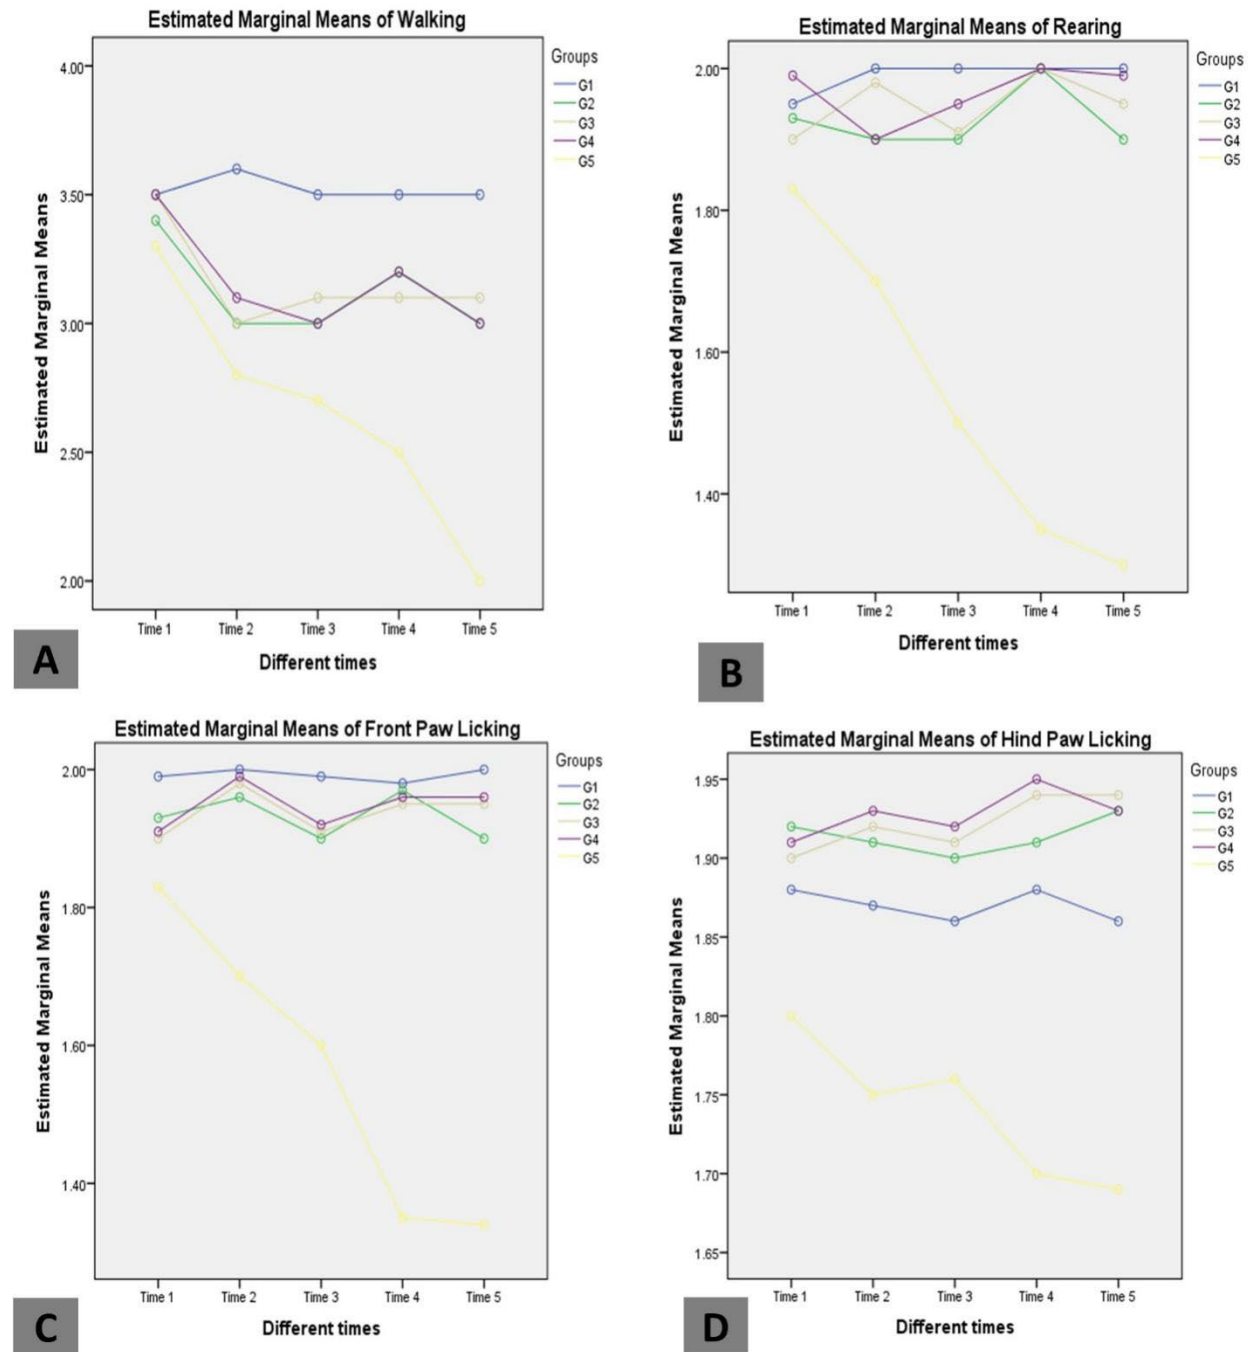 Estimated Marginal Means of Walking
Estimated Marginal Means
4.00
3.50
3.00
2.50
2.00
Time 1
Time 2
Time 3
Time 4
Time 5
Different times
Groups
G1
G2
G3
G4
G5
A
Estimated Marginal Means of Rearing
Estimated Marginal Means
2.00
1.80
1.60
1.40
Time 1
Time 2
Time 3
Time 4
Time 5
Different times
Groups
G1
G2
G3
G4
G5
B
Estimated Marginal Means of Front Paw Licking
Estimated Marginal Means
2.00
1.80
1.60
1.40
Time 1
Time 2
Time 3
Time 4
Time 5
Different times
Groups
G1
G2
G3
G4
G5
C
Estimated Marginal Means of Hind Paw Licking
Estimated Marginal Means
1.95
1.90
1.85
1.80
1.75
1.70
1.65
Time 1
Time 2
Time 3
Time 4
Time 5
Different times
Groups
G1
G2
G3
G4
G5
D